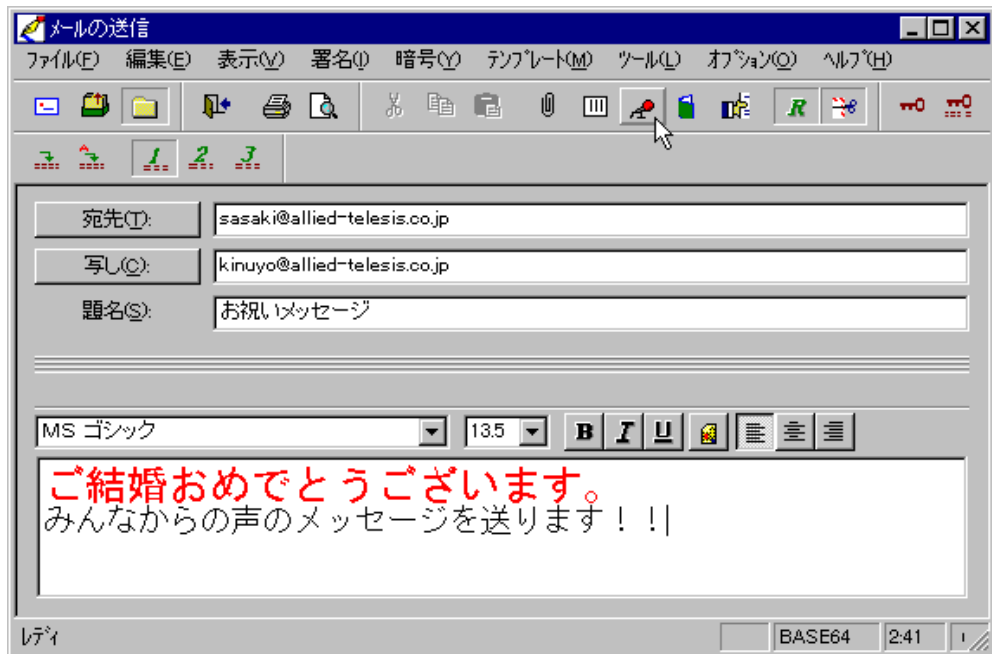 メールの送信
ファイル(F) 編集(E) 表示(V) 署名(I) 暗号(Y) テンプレート(M) ツール(L) オプション(O) ヘルプ(H)
R
1 2 3
宛先(T): sasaki@allied-telesis.co.jp
写し(C): kinuyo@allied-telesis.co.jp
題名(S): お祝いメッセージ
MS ゴシック 13.5 B I U
ご結婚おめでとうございます。
みんなからの声のメッセージを送ります！！
レディ BASE64 2:41